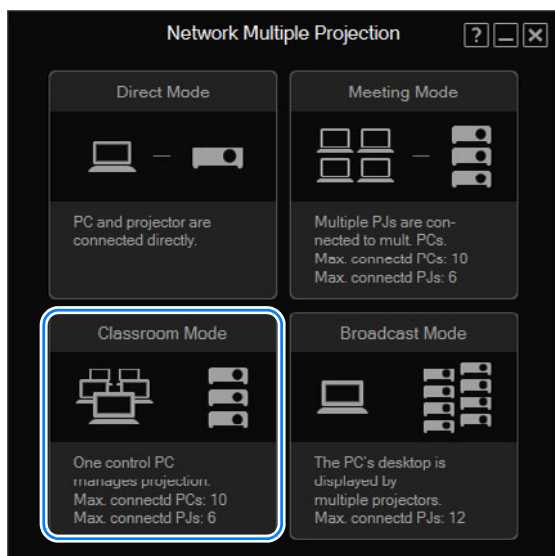 Network Multiple Projection
?
Direct Mode
PC and projector are
connected directly.
Meeting Mode
Multiple PJs are con-
nected to mult. PCs.
Max. connectd PCs: 10
Max. connectd PJs: 6
Classroom Mode
One control PC
manages projection.
Max. connectd PCs: 10
Max. connectd PJs: 6
Broadcast Mode
The PC's desktop is
displayed by
multiple projectors.
Max. connectd PJs: 12